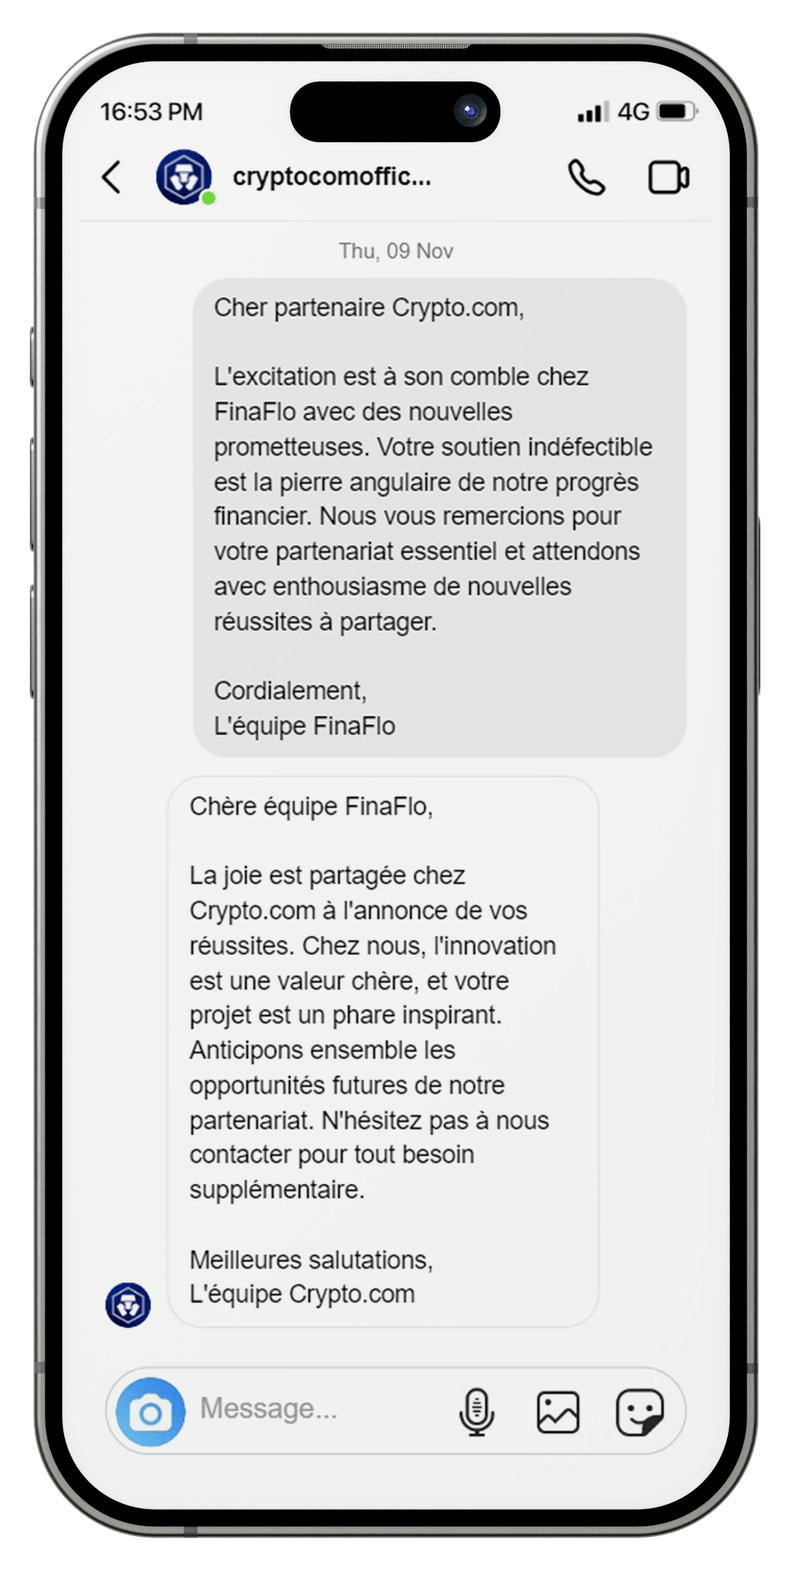 16:53 PM
4G
cryptocomoffic...
Thu, 09 Nov
Cher partenaire Crypto.com,
L'excitation est à son comble chez
FinaFlo avec des nouvelles
prometteuses. Votre soutien indéfectible
est la pierre angulaire de notre progrès
financier. Nous vous remercions pour
votre partenariat essentiel et attendons
avec enthousiasme de nouvelles
réussites à partager.
Cordialement,
L'équipe FinaFlo
Chère équipe FinaFlo,
La joie est partagée chez
Crypto.com à l'annonce de vos
réussites. Chez nous, l'innovation
est une valeur chère, et votre
projet est un phare inspirant.
Anticipons ensemble les
opportunités futures de notre
partenariat. N'hésitez pas à nous
contacter pour tout besoin
supplémentaire.
Meilleures salutations,
L'équipe Crypto.com
Message...